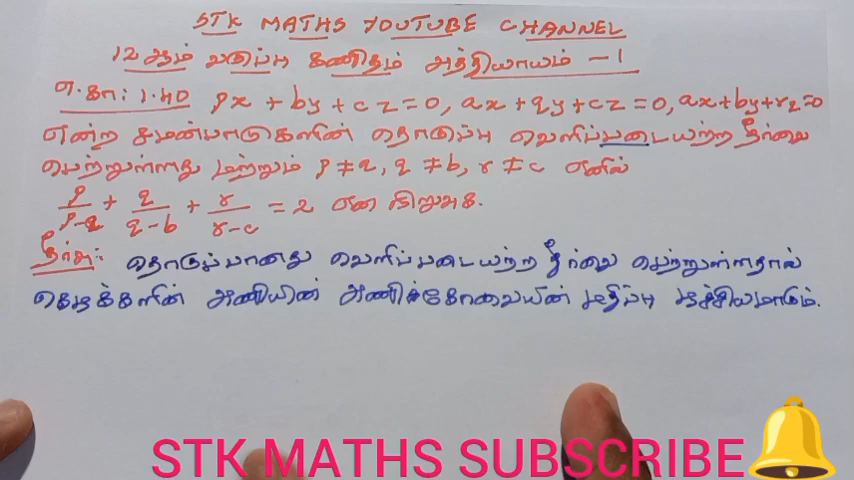 STK MATHS YOUTUBE CHANNEL
12 ஆம் வகுப்பு கணிதம் அத்தியாயம் - 1
எ.கா: 1.40 px + by + cz = 0, ax + qy + cz = 0, ax + by + rz = 0
என்ற சமன்பாடுகளின் தொகுப்பு வெளிப்படையற்ற தீர்வை
பெற்றுள்ளது மற்றும் p ≠ a, q ≠ b, r ≠ c எனில்
p/p-a + q/q-b + r/r-c = 2 என நிறுவுக.
தீர்வு: தொகுப்பானது வெளிப்படையற்ற தீர்வை பெற்றுள்ளதால்
கெழுக்களின் அணியின் அணிக்கோவையின் மதிப்பு பூச்சியமாகும்.
STK MATHS SUBSCRIBE